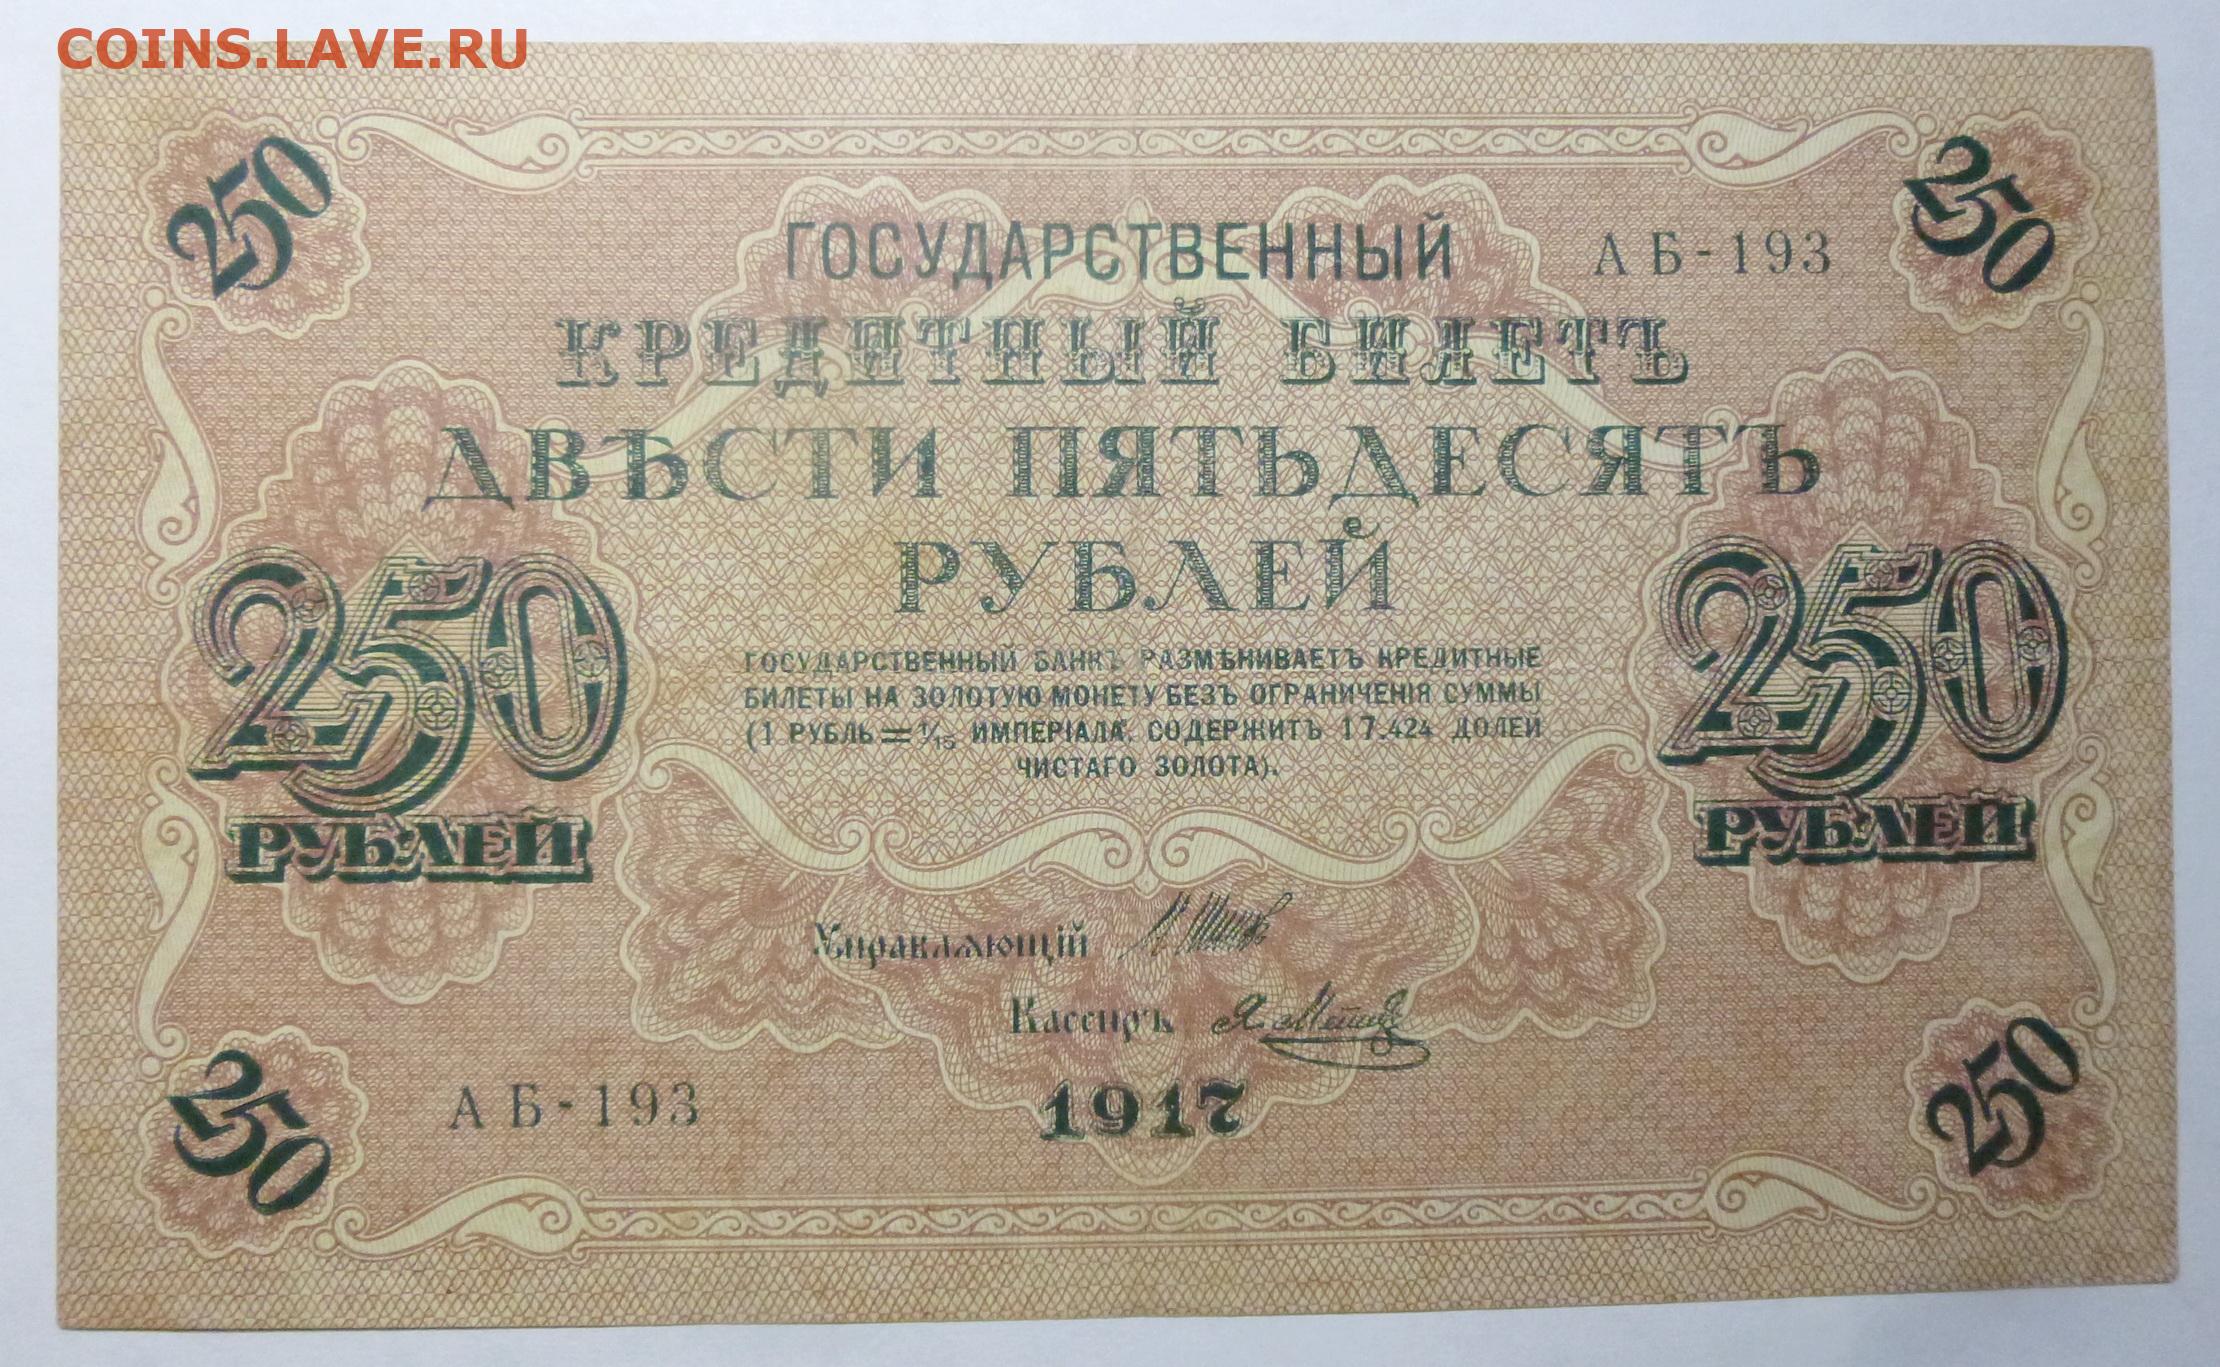 COINS.LAVE.RU
250
250
ГОСУДАРСТВЕННЫЙ
АБ-193
КРЕДИТНЫЙ БИЛЕТЪ
ДВѢСТИ ПЯТЬДЕСЯТЪ
РУБЛЕЙ
250
РУБЛЕЙ
ГОСУДАРСТВЕННЫЙ БАНКЪ РАЗМѢНИВАЕТЪ КРЕДИТНЫЕ
БИЛЕТЫ НА ЗОЛОТУЮ МОНЕТУ БЕЗЪ ОГРАНИЧЕНІЯ СУММЫ
(1 РУБЛЬ = 1/15 ИМПЕРІАЛА, СОДЕРЖИТЪ 17.424 ДОЛЕЙ
ЧИСТАГО ЗОЛОТА).
250
РУБЛЕЙ
Управляющій
Кассиръ
АБ-193
1917
250
250